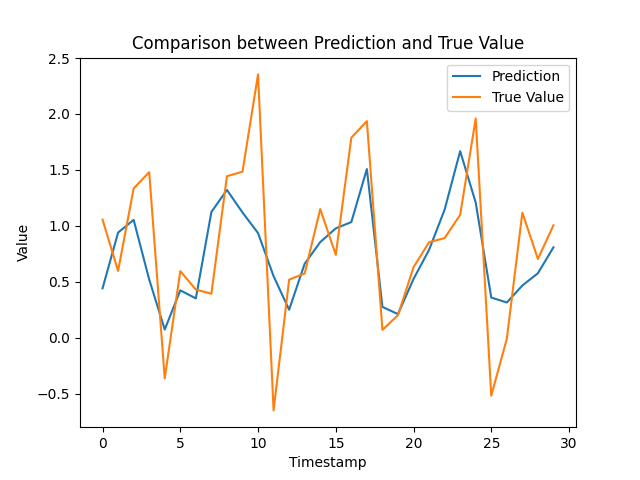 Comparison between Prediction and True Value
Prediction
True Value
2.5
2.0
1.5
1.0
0.5
0.0
−0.5
Value
0 5 10 15 20 25 30
Timestamp